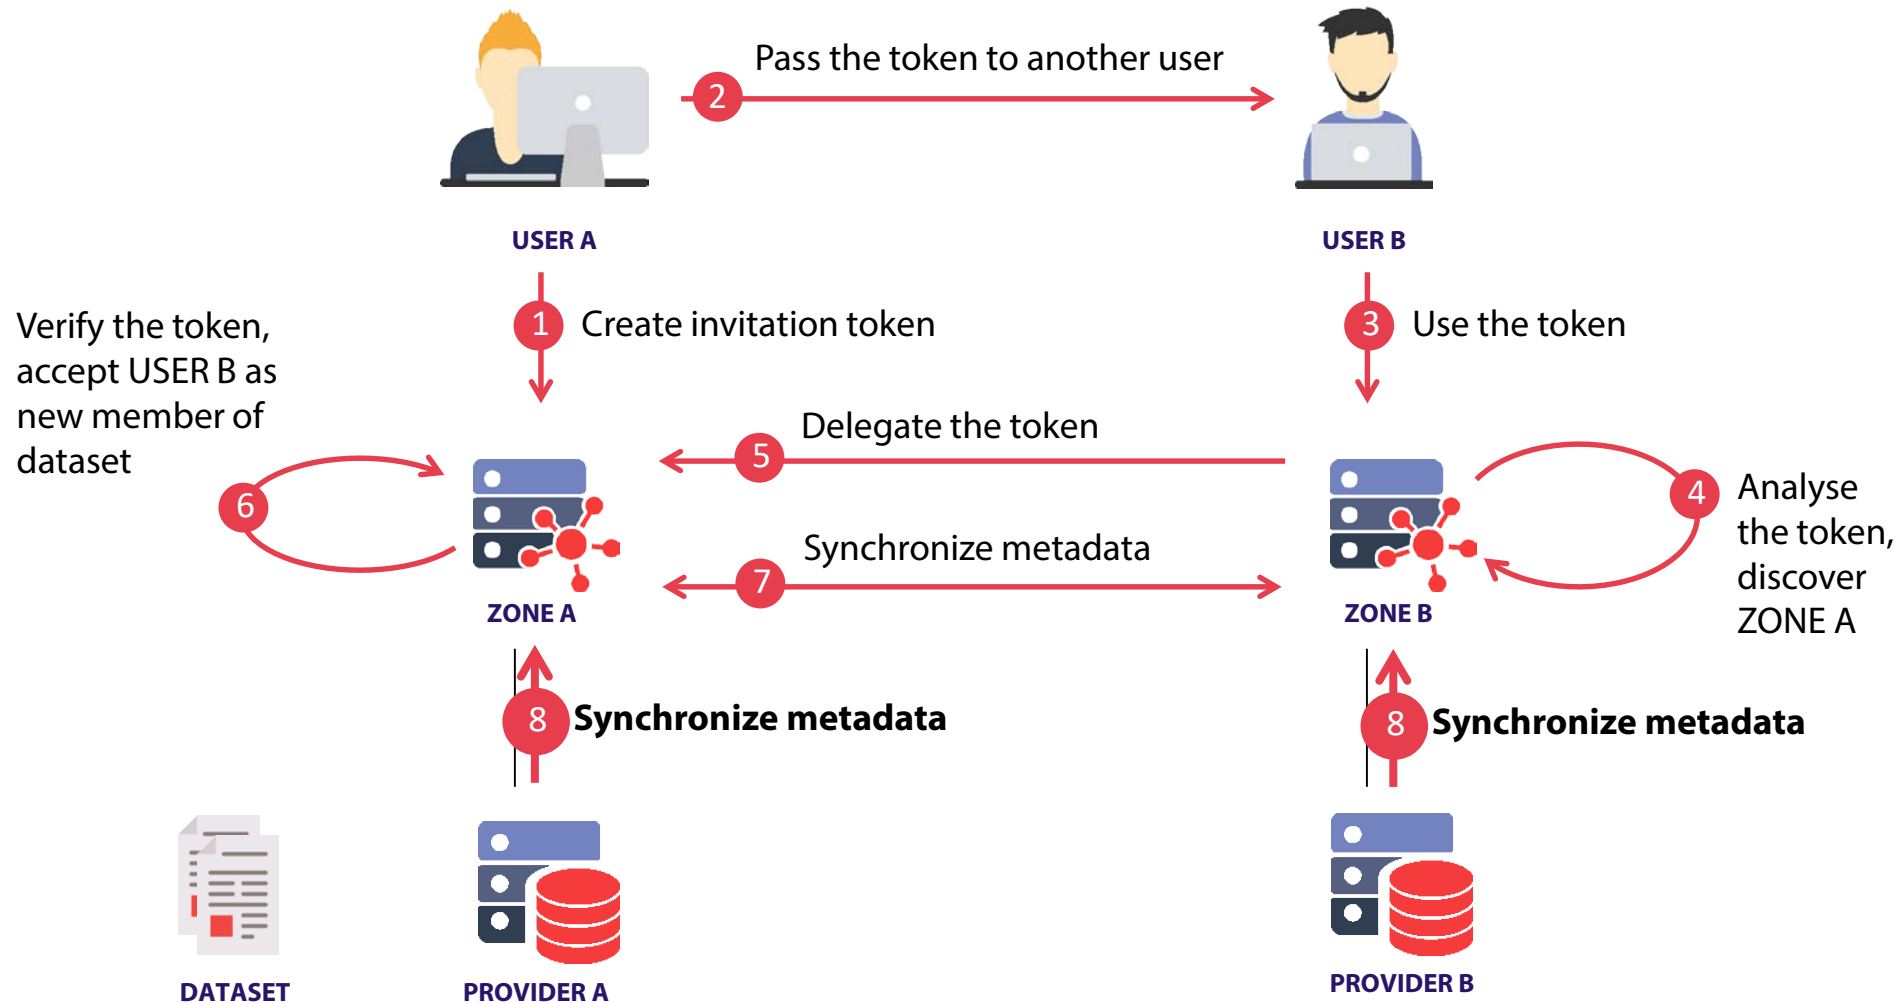 Pass the token to another user
2
USER A
USER B
1
Create invitation token
3
Use the token
Verify the token,
accept USER B as
new member of
dataset
Delegate the token
5
6
4
Analyse
the token,
discover
ZONE A
Synchronize metadata
7
ZONE A
ZONE B
8
Synchronize metadata
8
Synchronize metadata
DATASET
PROVIDER A
PROVIDER B